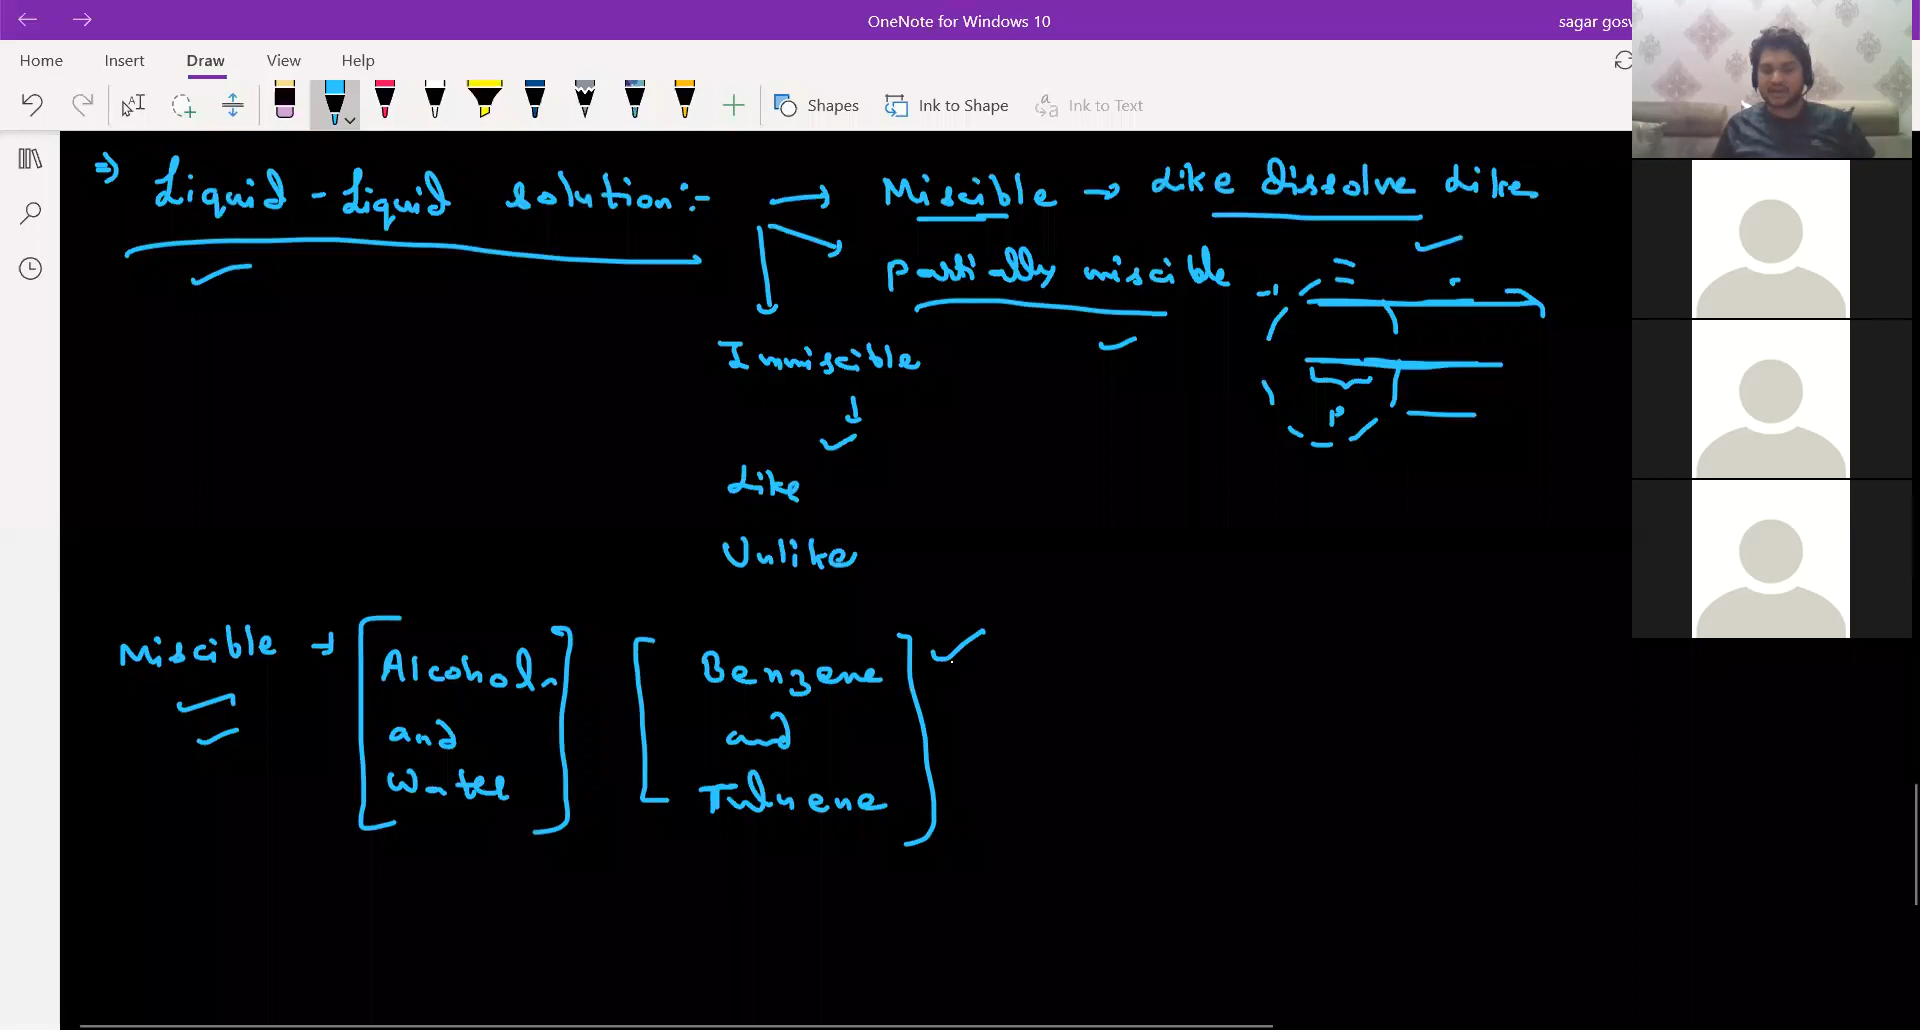 OneNote for Windows 10
sagar gosw
Home Insert Draw View Help
Shapes Ink to Shape Ink to Text
⇒ Liquid - Liquid solution :- → Miscible → Like Dissolve Like
Partially miscible
Immiscible
P
Like
Unlike
Miscible → [Alcohol and Water] [Benzene and Toluene] ✓